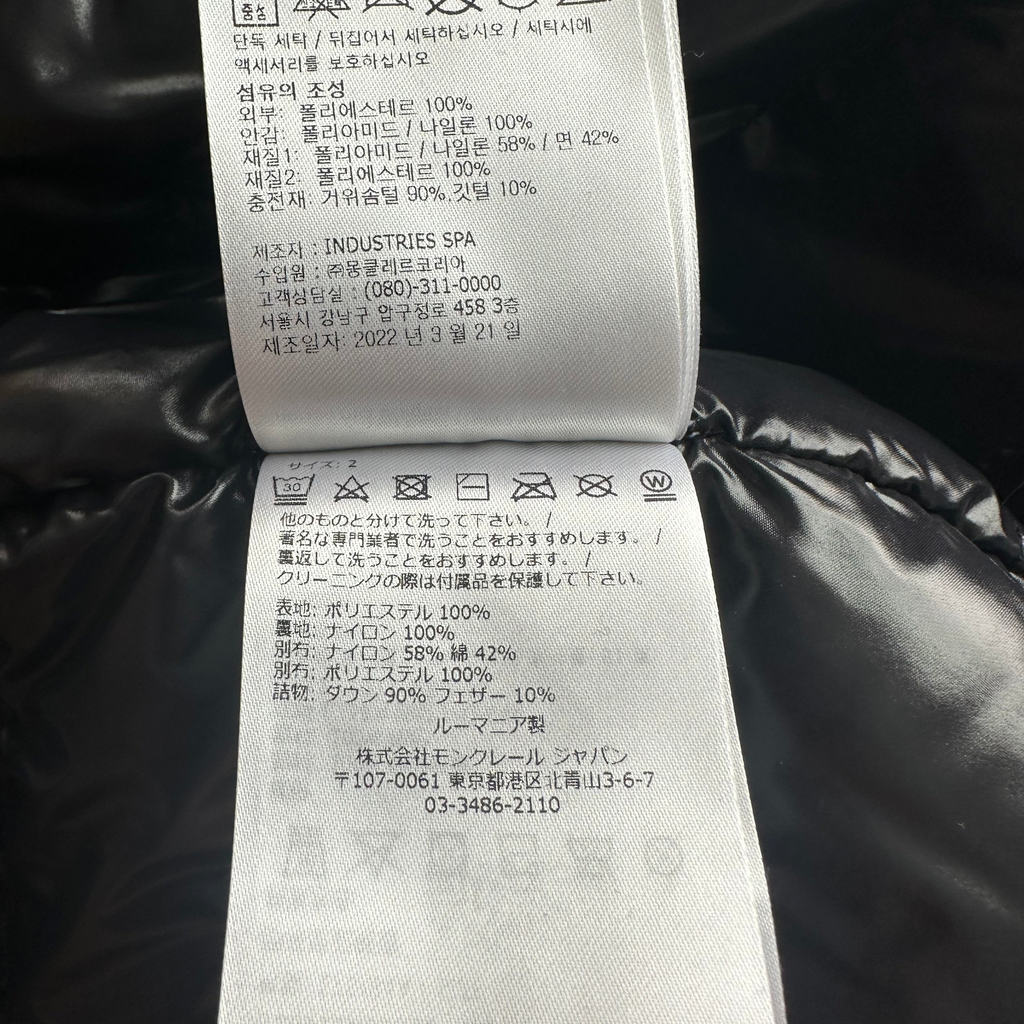 중성
단독 세탁 / 뒤집어서 세탁하십시오 / 세탁시에
액세서리를 보호하십시오
섬유의 조성
외부: 폴리에스테르 100%
안감: 폴리아미드 / 나일론 100%
재질1: 폴리아미드 / 나일론 58% / 면 42%
재질2: 폴리에스테르 100%
충전재: 거위솜털 90%.깃털 10%
제조자 : INDUSTRIES SPA
수입원 : ㈜몽클레르코리아
고객상담실 : (080)-311-0000
서울시 강남구 압구정로 458 3층
제조일자: 2022 년 3 월 21 일
サイズ: 2
30 W
他のものと分けて洗って下さい。 /
著名な専門業者で洗うことをおすすめします。 /
裏返して洗うことをおすすめします。 /
クリーニングの際は付属品を保護して下さい。
表地: ポリエステル 100%
裏地: ナイロン 100%
別布: ナイロン 58% 綿 42%
別布: ポリエステル 100%
詰物: ダウン 90% フェザー 10%
ルーマニア製
株式会社モンクレール ジャパン
〒107-0061 東京都港区北青山3-6-7
03-3486-2110